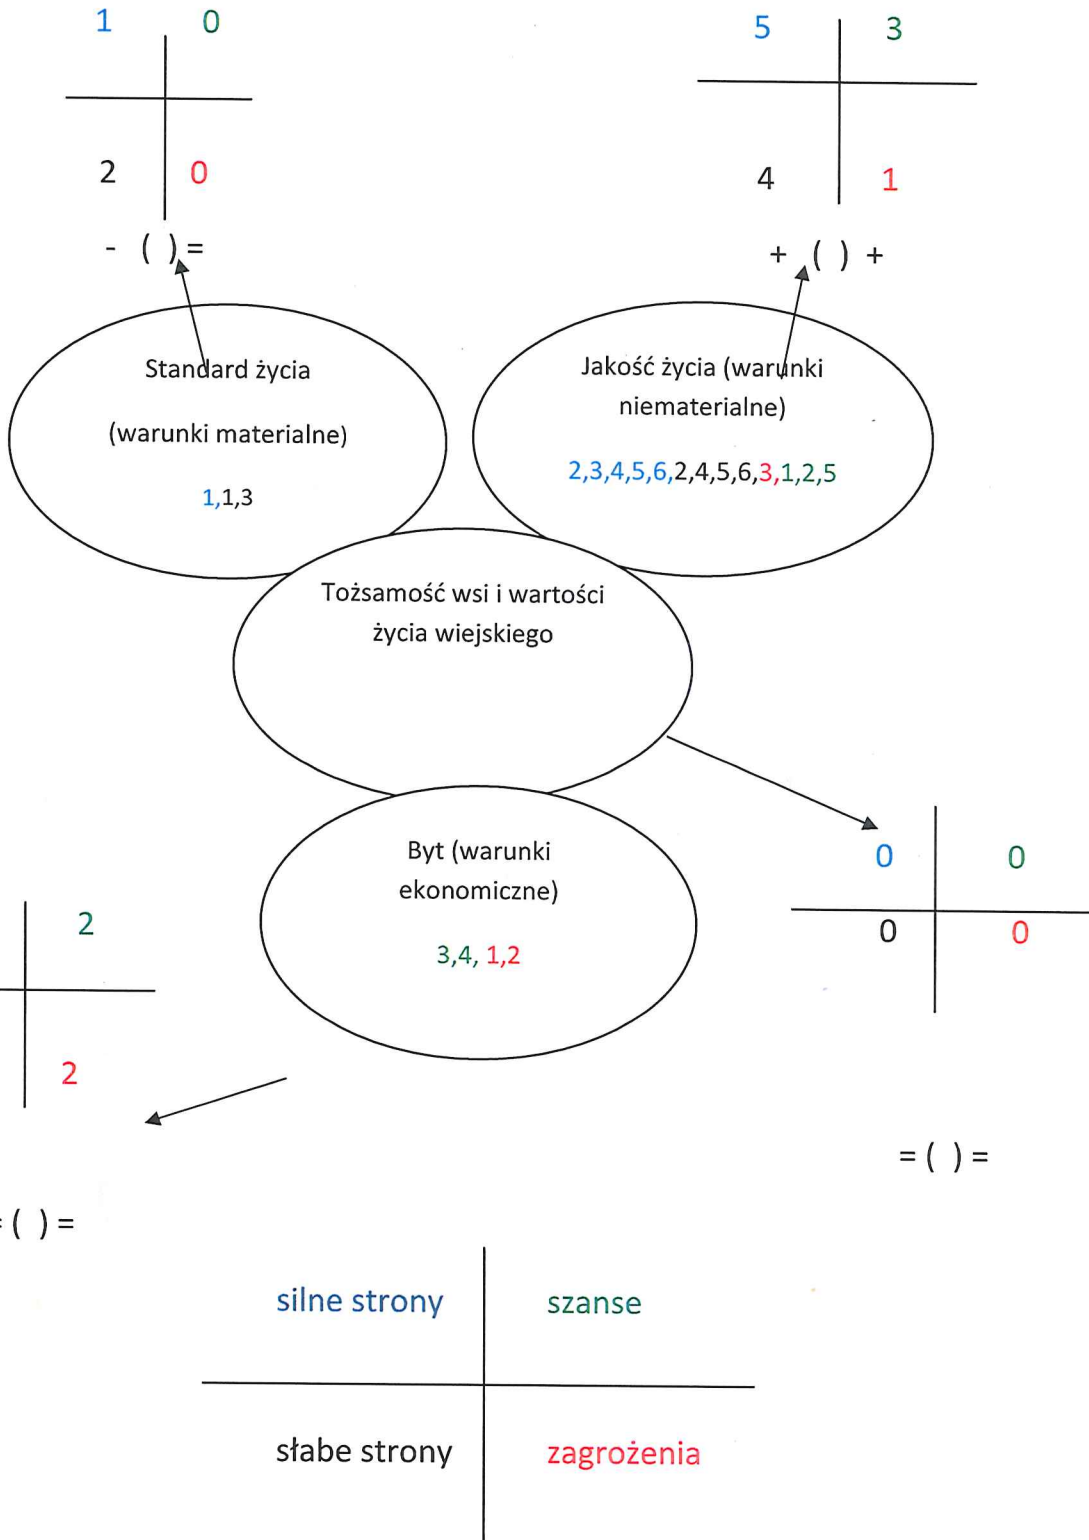 1 0
2 0
- ( ) =
5 3
4 1
+ ( ) +
Standard życia
(warunki materialne)
1,1,3
Jakość życia (warunki
niematerialne)
2,3,4,5,6,2,4,5,6,3,1,2,5
Tożsamość wsi i wartości
życia wiejskiego
0 0
0 0
= ( ) =
Byt (warunki
ekonomiczne)
3,4, 1,2
2
2
= ( ) =
silne strony szanse
słabe strony zagrożenia